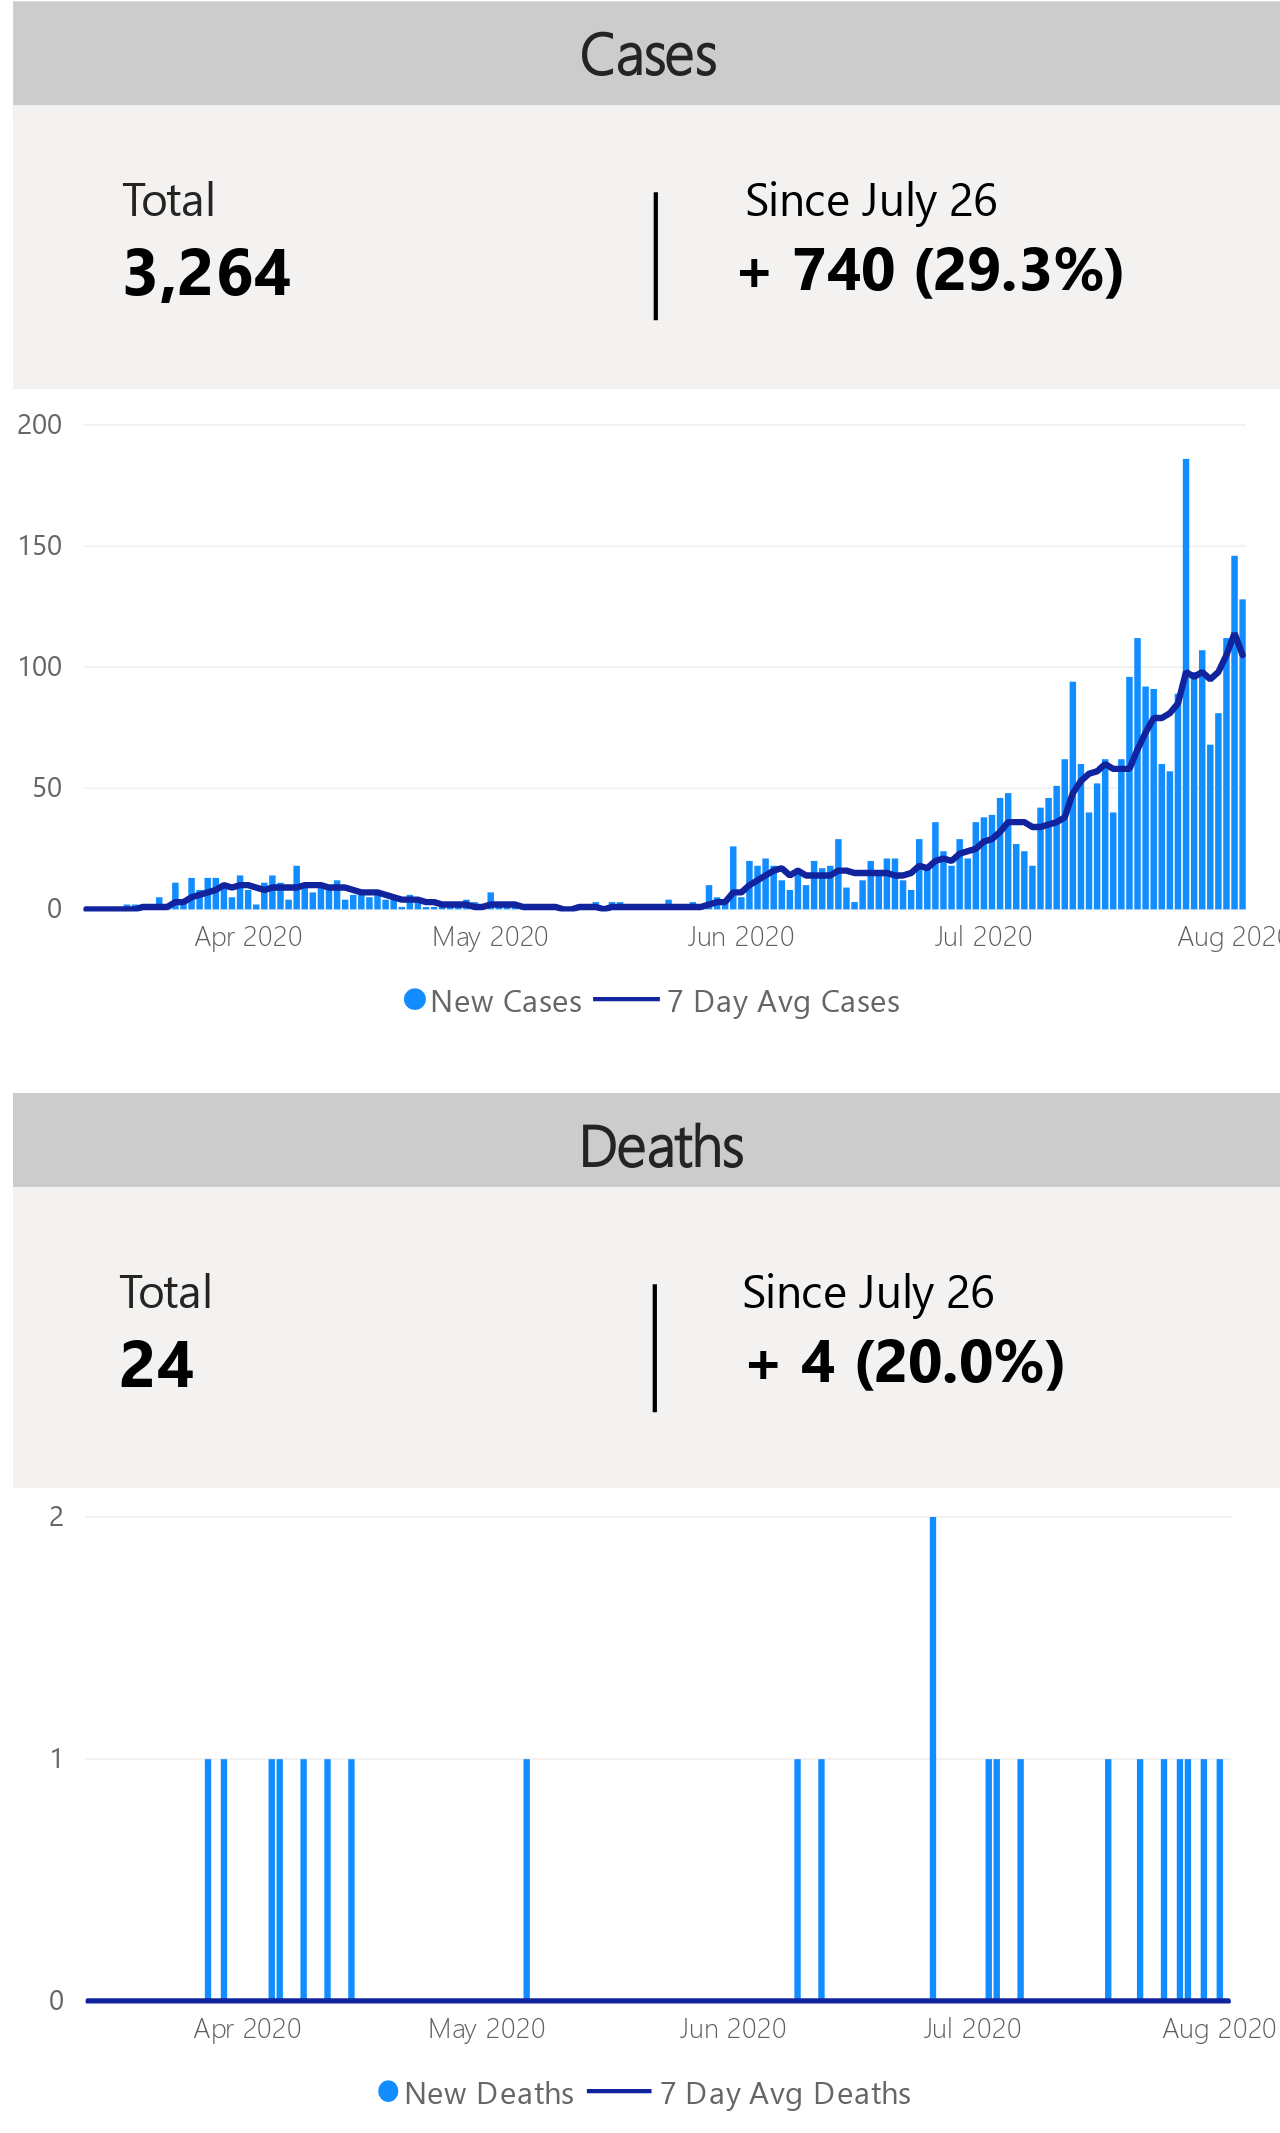 Cases
Total
Since July 26
3,264
+ 740 (29.3%)
200
150
100
50
0
Apr 2020
May 2020
Jun 2020
Jul 2020
Aug 202
New Cases
7 Day Avg Cases
Deaths
Total
Since July 26
24
+ 4 (20.0%)
2
1
0
Apr 2020
May 2020
Jun 2020
Jul 2020
Aug 2020
New Deaths
7 Day Avg Deaths